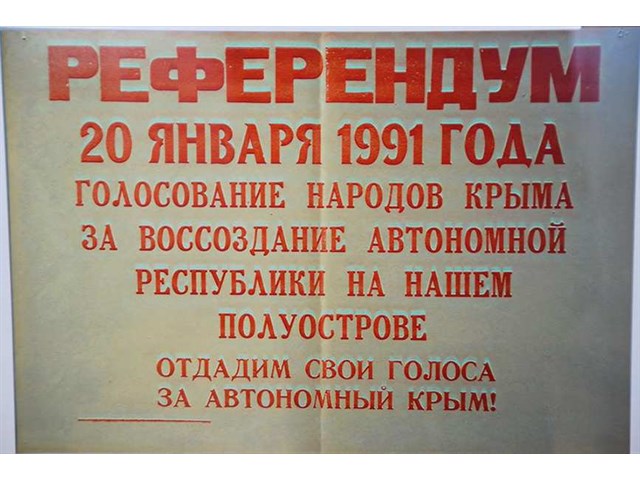 РЕФЕРЕНДУМ
20 ЯНВАРЯ 1991 ГОДА
ГОЛОСОВАНИЕ НАРОДОВ КРЫМА
ЗА ВОССОЗДАНИЕ АВТОНОМНОЙ
РЕСПУБЛИКИ НА НАШЕМ
ПОЛУОСТРОВЕ
ОТДАДИМ СВОИ ГОЛОСА
ЗА АВТОНОМНЫЙ КРЫМ!